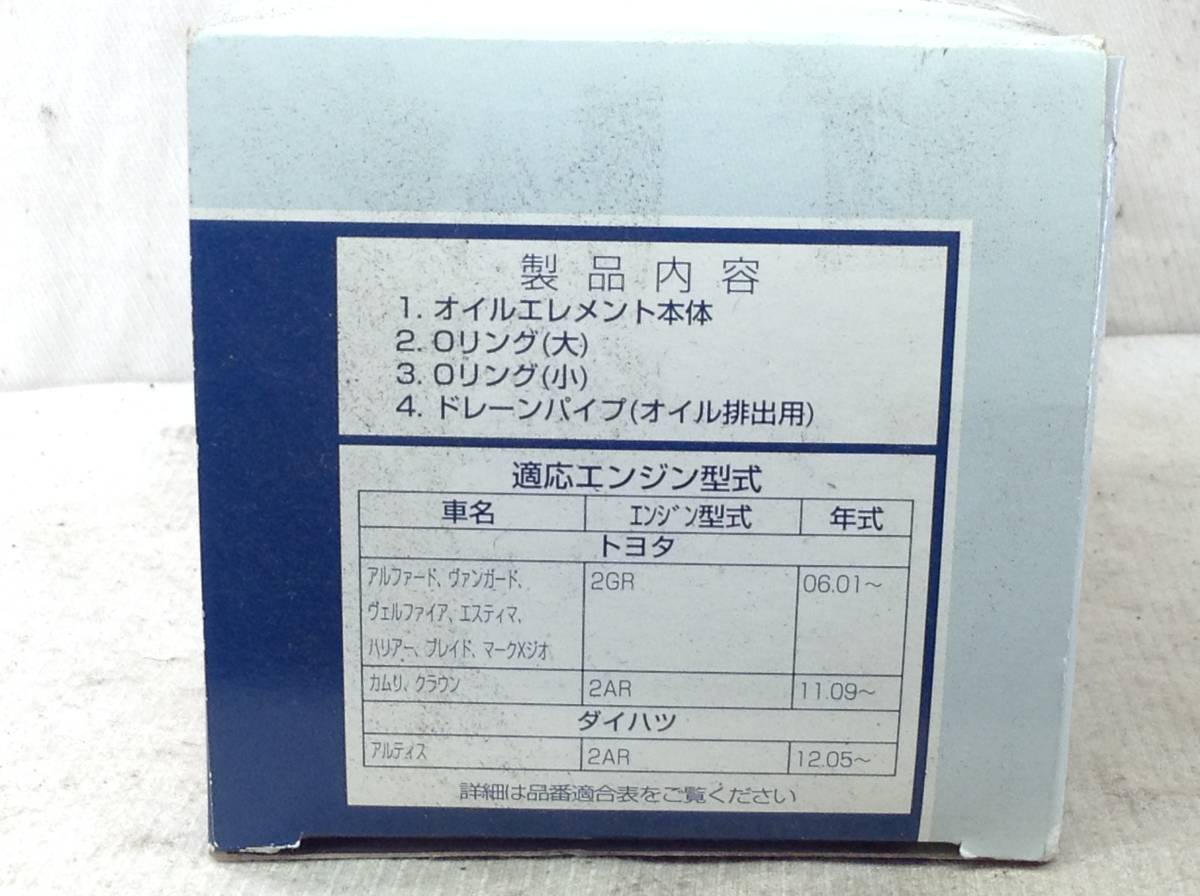 製品内容
1. オイルエレメント本体
2. Oリング(大)
3. Oリング(小)
4. ドレーンパイプ(オイル排出用)
適応エンジン型式
車名 ｴﾝｼﾞﾝ型式 年式
トヨタ
アルファード、ヴァンガード、 2GR 06.01～
ヴェルファイア、エスティマ、
ハリアー、ブレイド、マークXジオ
カムリ、クラウン 2AR 11.09～
ダイハツ
アルティス 2AR 12.05～
詳細は品番適合表をご覧ください